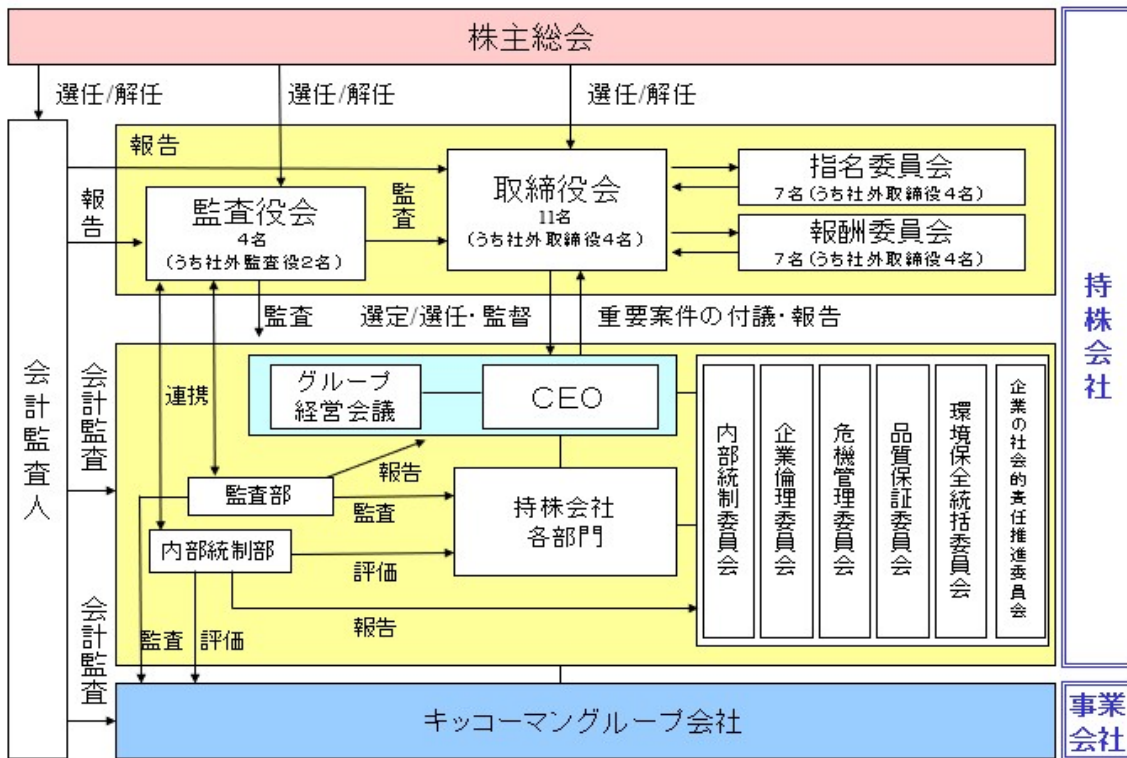 株主総会
選任/解任
選任/解任
選任/解任
報告
報告
監査役会
4名
(うち社外監査役2名)
監査
取締役会
11名
(うち社外取締役4名)
指名委員会
7名(うち社外取締役4名)
報酬委員会
7名(うち社外取締役4名)
監査
選定/選任・監督
重要案件の付議・報告
持株会社
会計監査人
会計監査
連携
グループ
経営会議
CEO
報告
監査部
監査
持株会社
各部門
内部統制部
評価
報告
内部統制委員会
企業倫理委員会
危機管理委員会
品質保証委員会
環境保全統括委員会
企業の社会的責任推進委員会
会計監査
監査
評価
キッコーマングループ会社
事業
会社